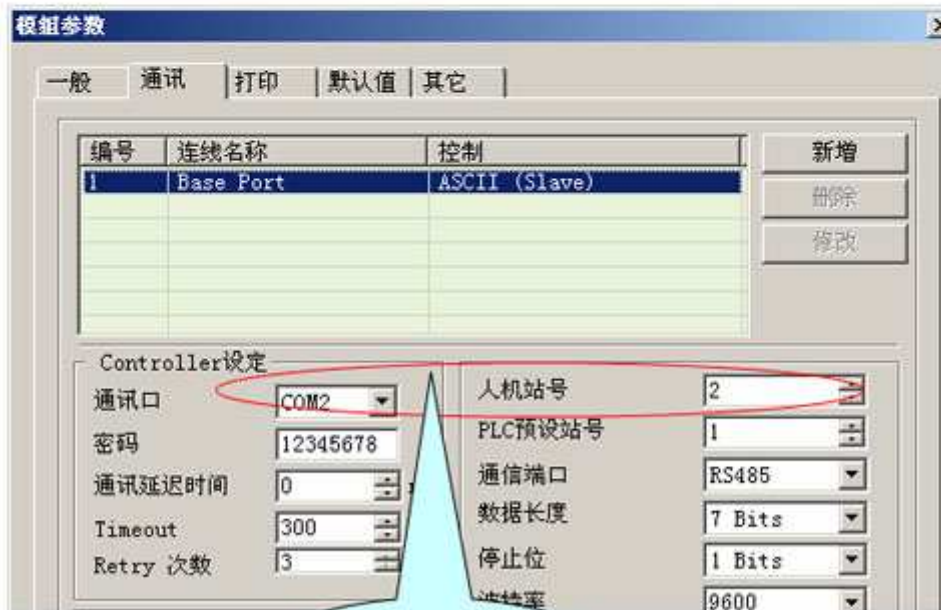 模组参数
一般 通讯 打印 默认值 其它
编号 连线名称 控制 新增
1 Base Port ASCII (Slave)
删除
修改
Controller设定
通讯口 COM2 人机站号 2
密码 12345678 PLC预设站号 1
通讯延迟时间 0 通信端口 RS485
Timeout 300 数据长度 7 Bits
Retry 次数 3 停止位 1 Bits
波特率 9600